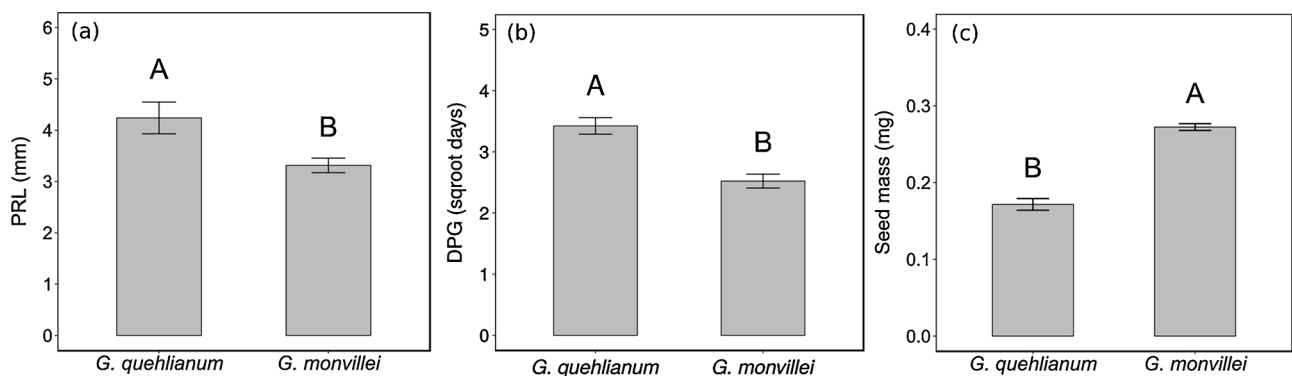 (a)
PRL (mm)
6
5
4
3
2
1
0
A
B
G. quehlianum
G. monvillei
(b)
DPG (sqroot days)
5
4
3
2
1
0
A
B
G. quehlianum
G. monvillei
(c)
Seed mass (mg)
0.4
0.3
0.2
0.1
0.0
B
A
G. quehlianum
G. monvillei